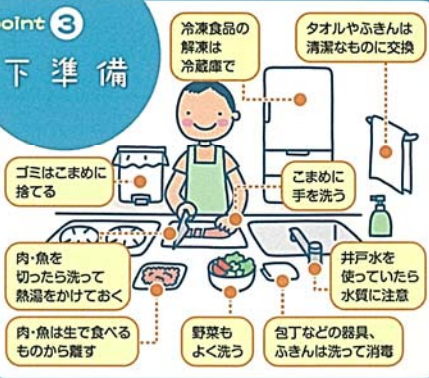 point 3
下準備
冷凍食品の
解凍は
冷蔵庫で
タオルやふきんは
清潔なものに交換
ゴミはこまめに
捨てる
こまめに
手を洗う
肉・魚を
切ったら洗って
熱湯をかけておく
井戸水を
使っていたら
水質に注意
肉・魚は生で食べる
ものから離す
野菜も
よく洗う
包丁などの器具、
ふきんは洗って消毒